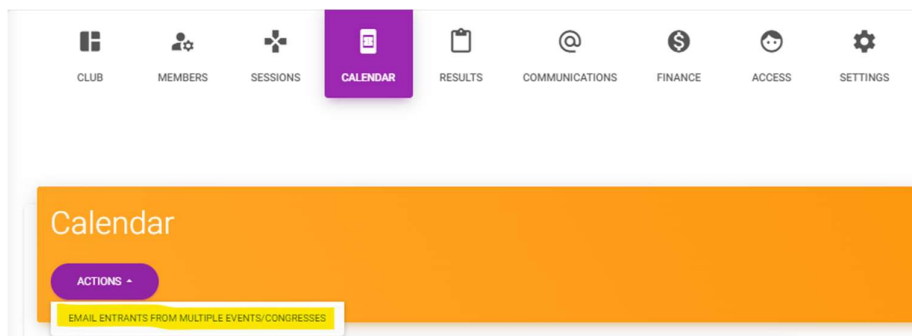 CLUB
MEMBERS
SESSIONS
CALENDAR
RESULTS
COMMUNICATIONS
FINANCE
ACCESS
SETTINGS
Calendar
ACTIONS
EMAIL ENTRANTS FROM MULTIPLE EVENTS/CONGRESSES